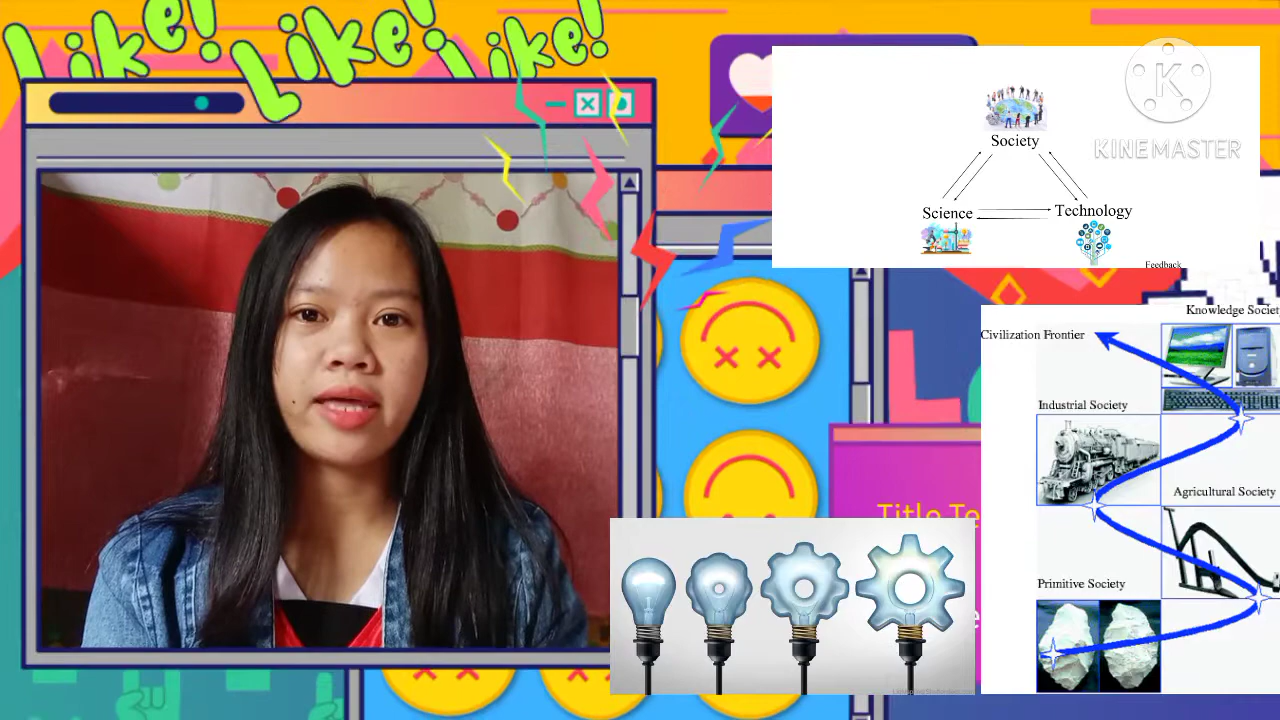 Like! Like! Like!
K
KINEMASTER
Society
Science
Technology
Feedback
Knowledge Societ
Civilization Frontier
Industrial Society
Agricultural Society
Primitive Society
Title Te